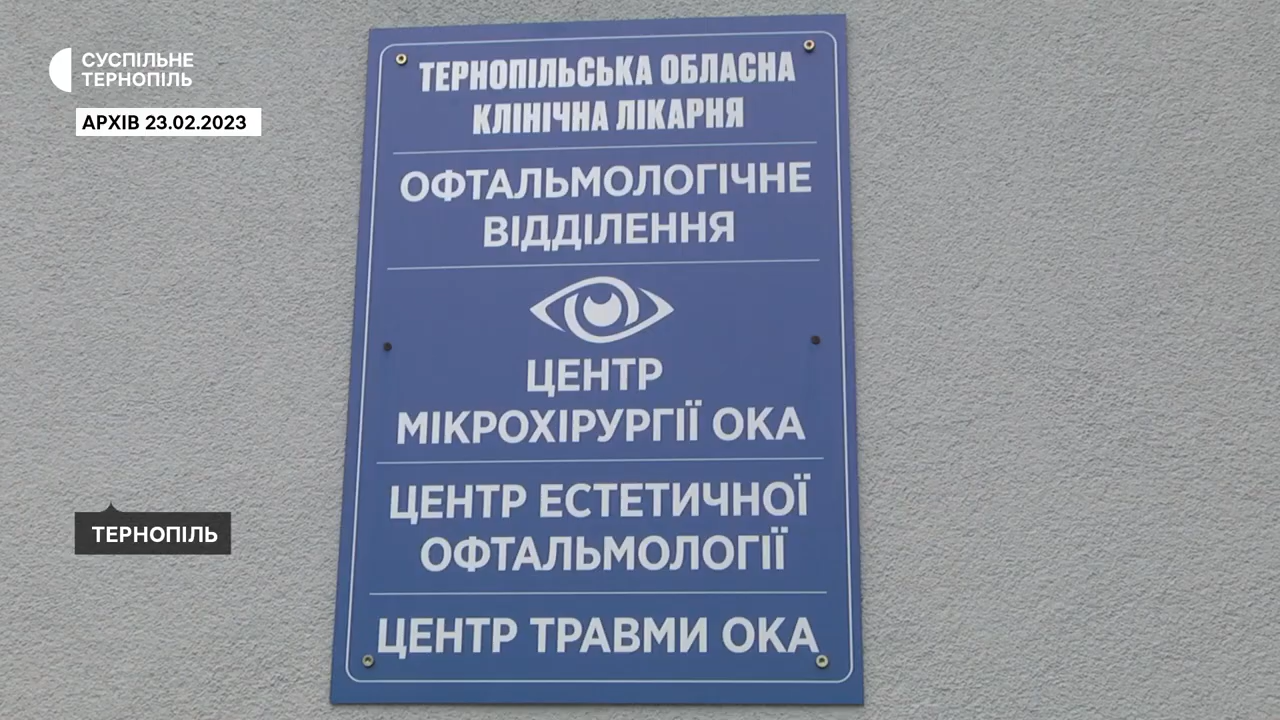 СУСПІЛЬНЕ
ТЕРНОПІЛЬ
АРХІВ 23.02.2023
ТЕРНОПІЛЬСЬКА ОБЛАСНА
КЛІНІЧНА ЛІКАРНЯ
ОФТАЛЬМОЛОГІЧНЕ
ВІДДІЛЕННЯ
ЦЕНТР
МІКРОХІРУРГІЇ ОКА
ЦЕНТР ЕСТЕТИЧНОЇ
ОФТАЛЬМОЛОГІЇ
ЦЕНТР ТРАВМИ ОКА
ТЕРНОПІЛЬ